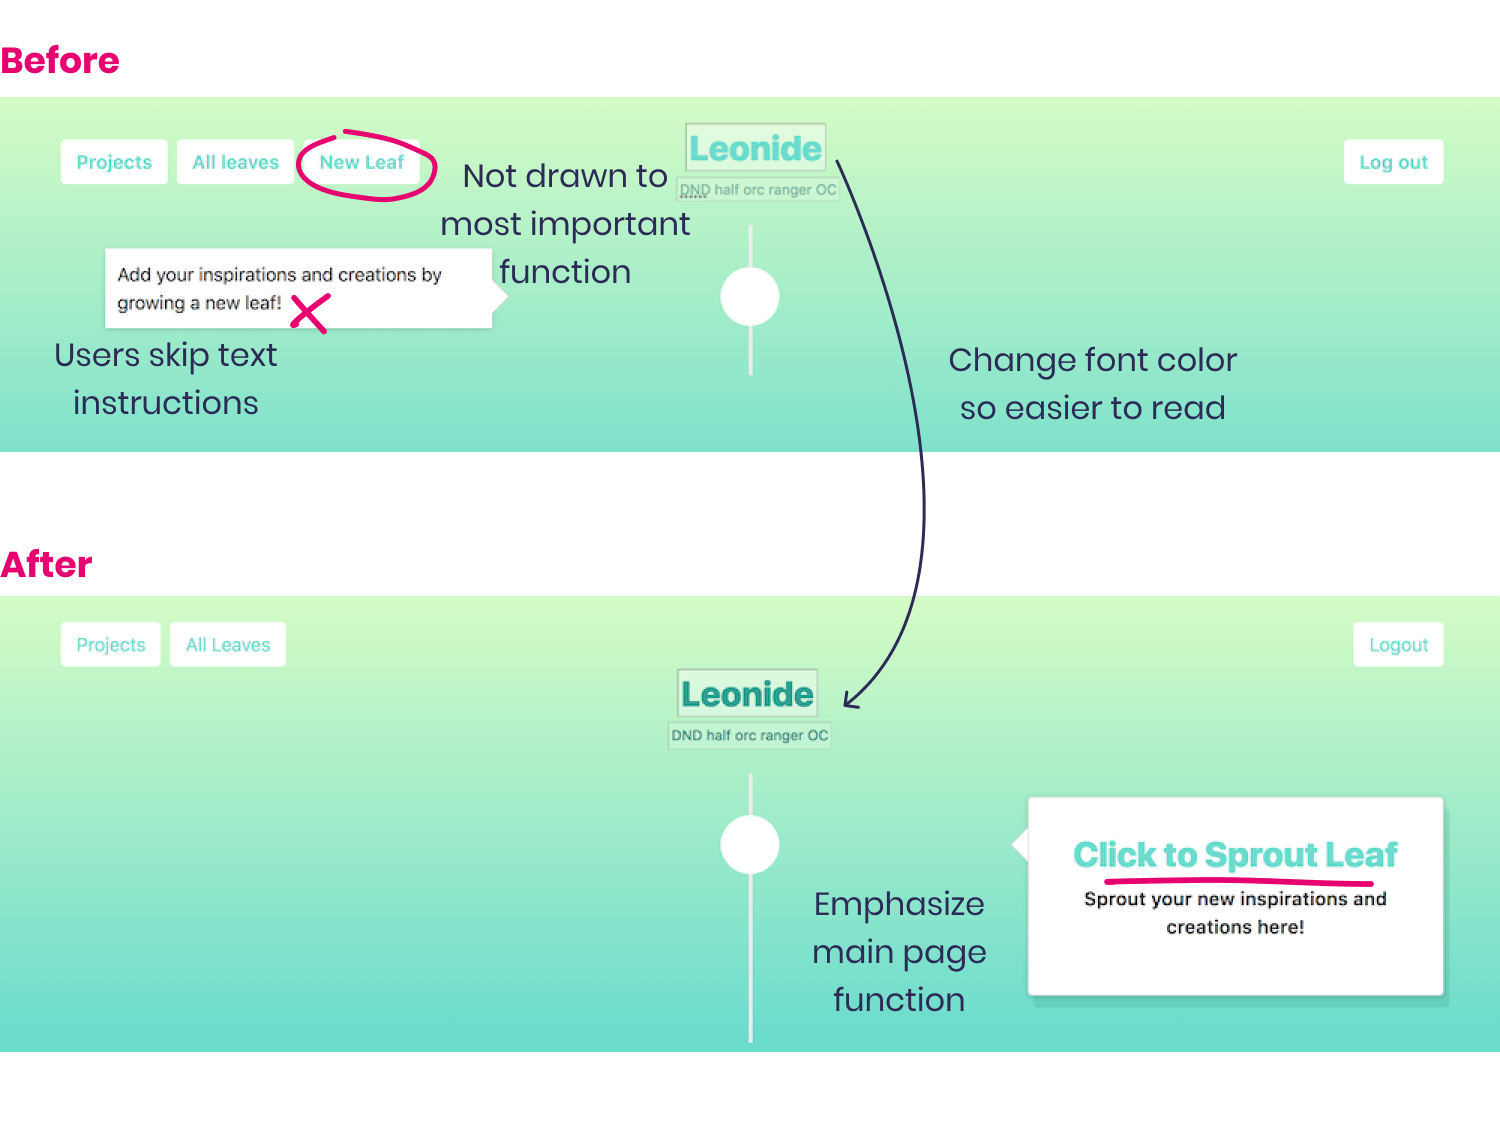 Before
Projects
All leaves
New Leaf
Leonide
DND half orc ranger OC
Log out
Not drawn to
most important
function
Add your inspirations and creations by
growing a new leaf!
Users skip text
instructions
Change font color
so easier to read
After
Projects
All Leaves
Logout
Leonide
DND half orc ranger OC
Click to Sprout Leaf
Sprout your new inspirations and
creations here!
Emphasize
main page
function